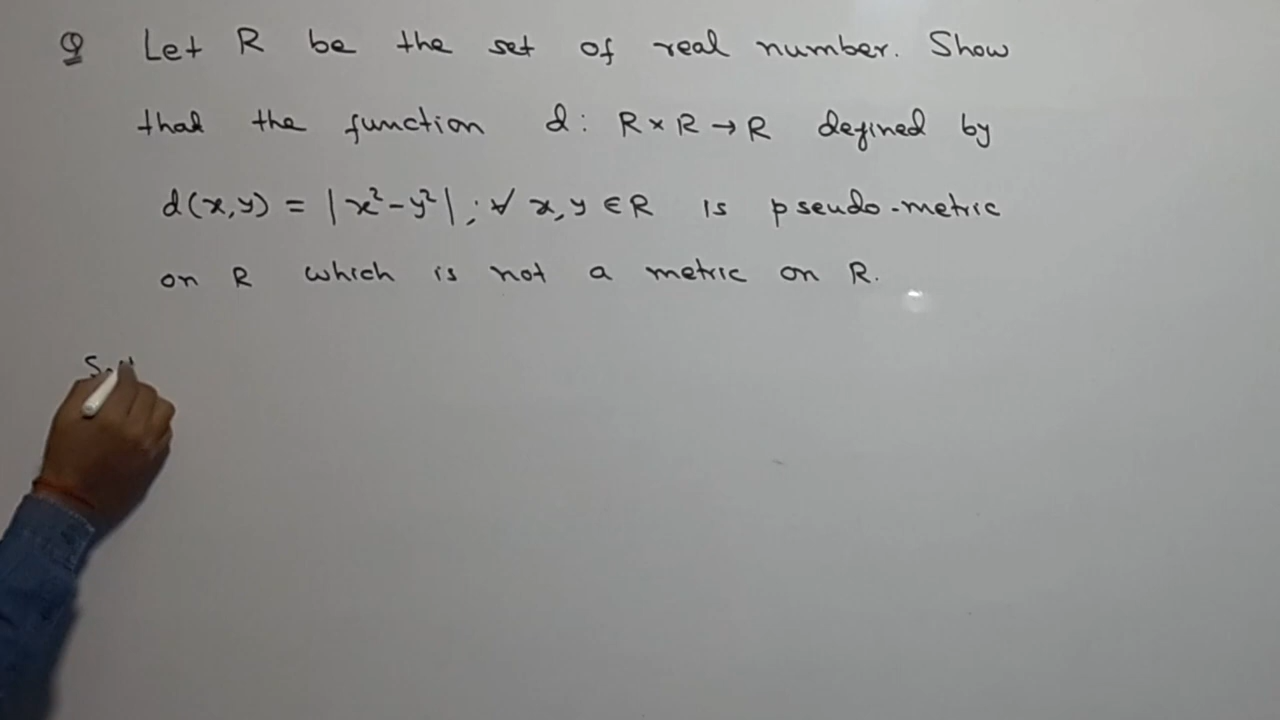 Q Let R be the set of real number. Show
that the function d: R×R→R defined by
d(x,y) = |x²-y²|; ∀ x,y ∈ R is pseudo-metric
on R which is not a metric on R.